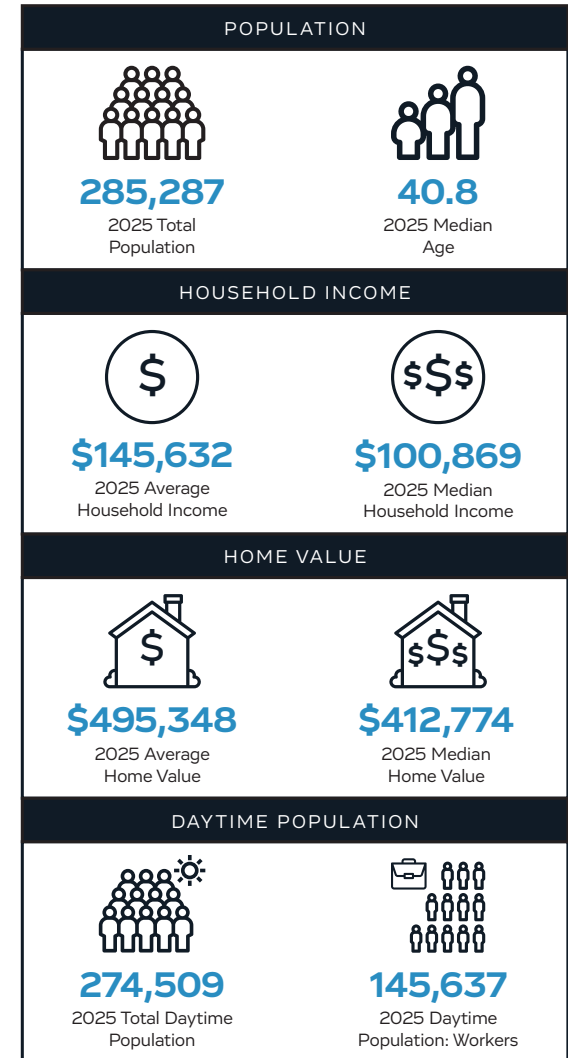 POPULATION
285,287
2025 Total
Population
40.8
2025 Median
Age
HOUSEHOLD INCOME
$
$145,632
2025 Average
Household Income
$$$
$100,869
2025 Median
Household Income
HOME VALUE
$
$495,348
2025 Average
Home Value
$$$
$412,774
2025 Median
Home Value
DAYTIME POPULATION
274,509
2025 Total Daytime
Population
145,637
2025 Daytime
Population: Workers